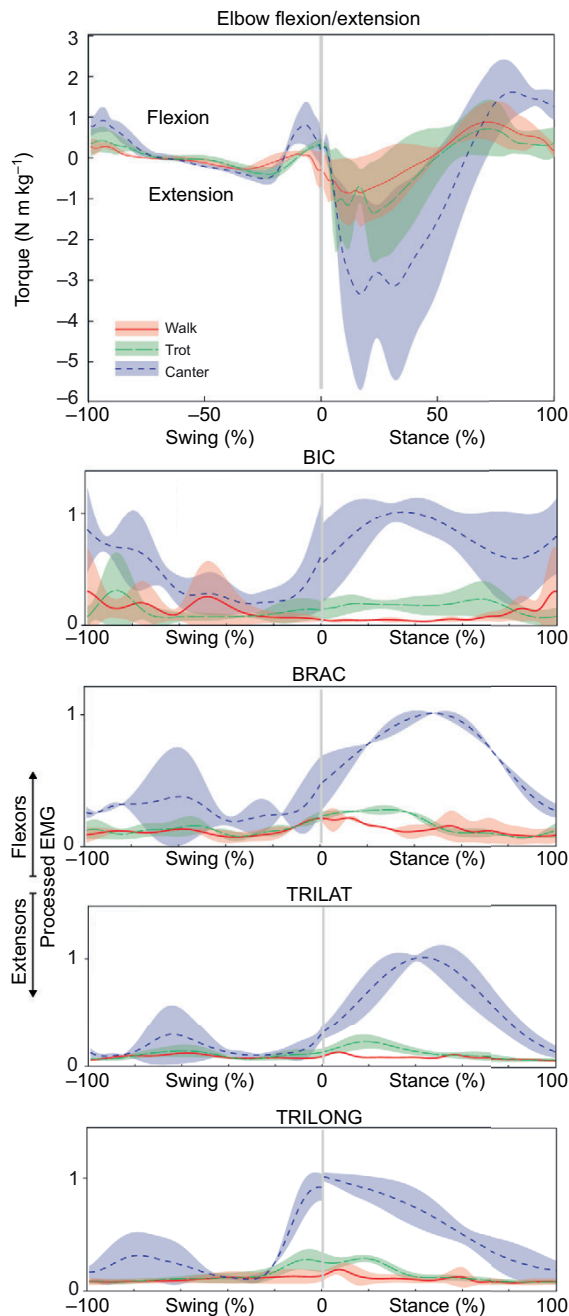 Elbow flexion/extension
3
2
1
0
–1
–2
–3
–4
–5
–6
Torque (N m kg–1)
Flexion
Extension
Walk
Trot
Canter
–100 –50 0 50 100
Swing (%) Stance (%)
BIC
1
0
–100 Swing (%) 0 Stance (%) 100
BRAC
1
0
–100 Swing (%) 0 Stance (%) 100
Flexors
Processed EMG
Extensors
TRILAT
1
0
–100 Swing (%) 0 Stance (%) 100
TRILONG
1
0
–100 Swing (%) 0 Stance (%) 100